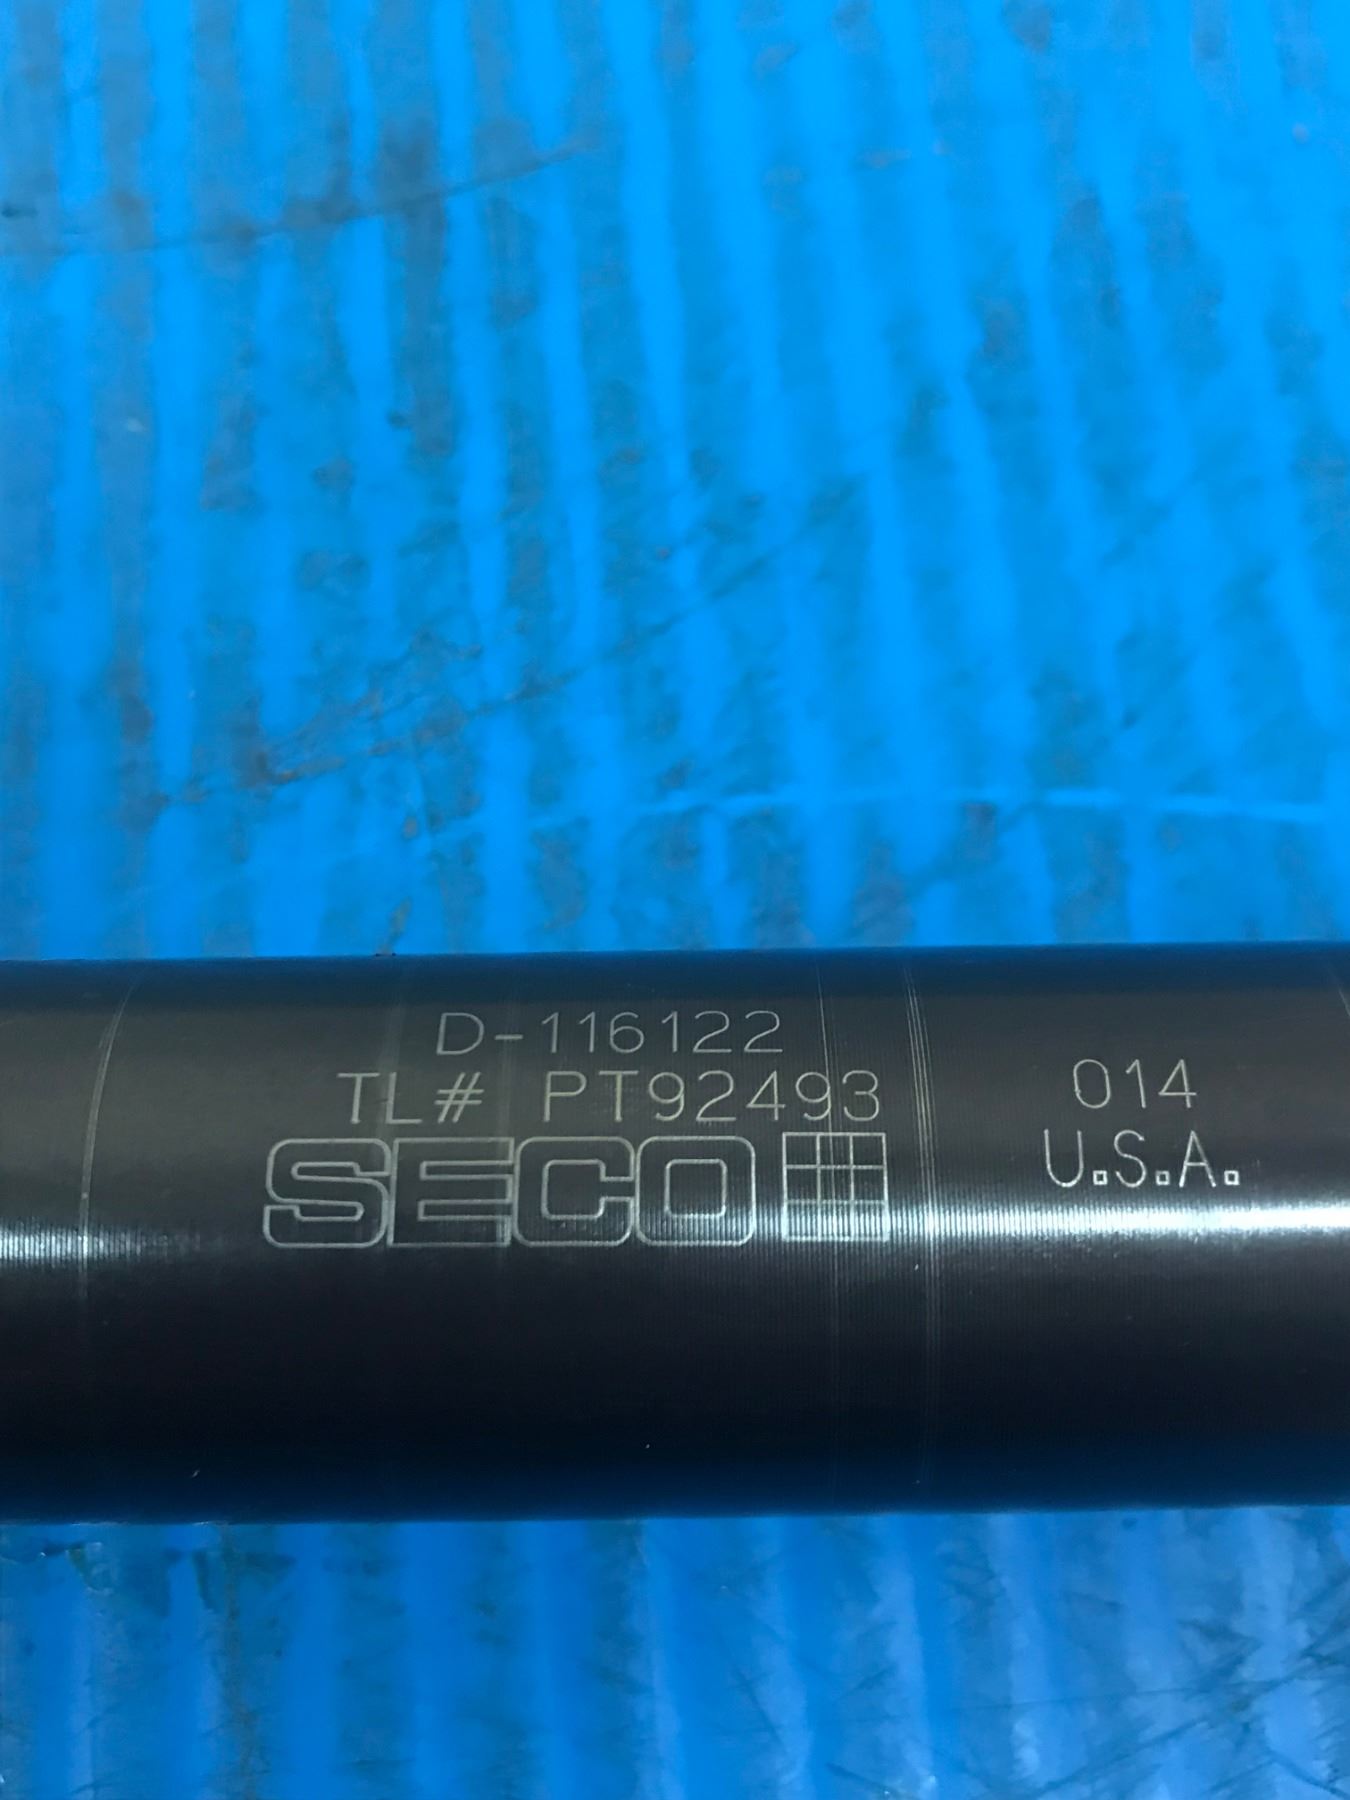 D-116122
TL# PT92493
SECO
014
U.S.A.